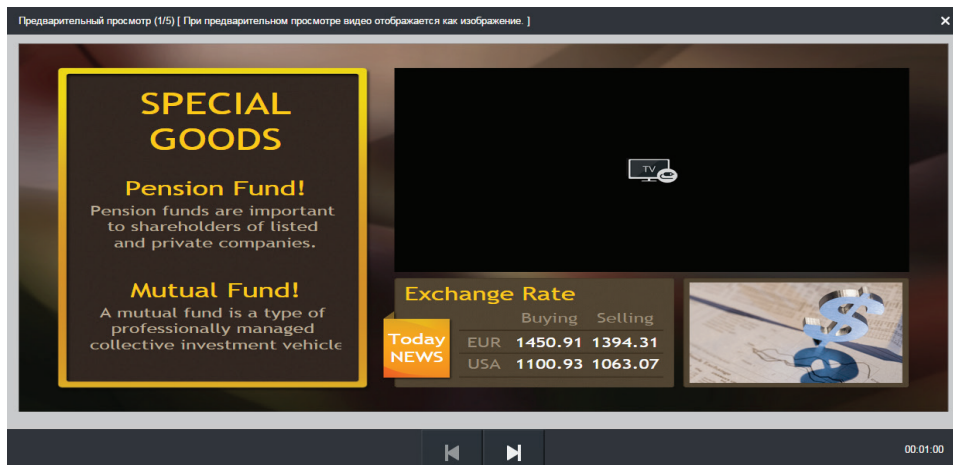 Предварительный просмотр (1/5) [ При предварительном просмотре видео отображается как изображение. ]
SPECIAL
GOODS
Pension Fund!
Pension funds are important
to shareholders of listed
and private companies.
Mutual Fund!
A mutual fund is a type of
professionally managed
collective investment vehicle
TV
Exchange Rate
Buying Selling
Today
NEWS
EUR 1450.91 1394.31
USA 1100.93 1063.07
00:01:00